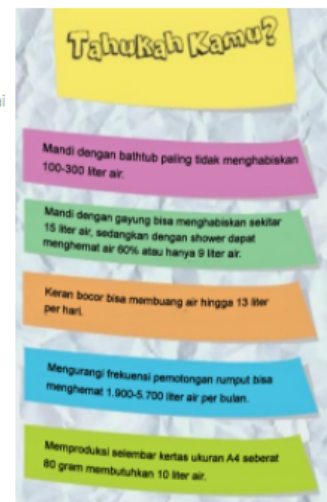 Tahukah Kamu?
Mandi dengan bathtub paling tidak menghabiskan
100-300 liter air.
Mandi dengan gayung bisa menghabiskan sekitar
15 liter air, sedangkan dengan shower dapat
menghemat air 60% atau hanya 9 liter air.
Keran bocor bisa membuang air hingga 13 liter
per hari.
Mengurangi frekuensi pemotongan rumput bisa
menghemat 1.900-5.700 liter air per bulan.
Memproduksi selembar kertas ukuran A4 seberat
80 gram membutuhkan 10 liter air.